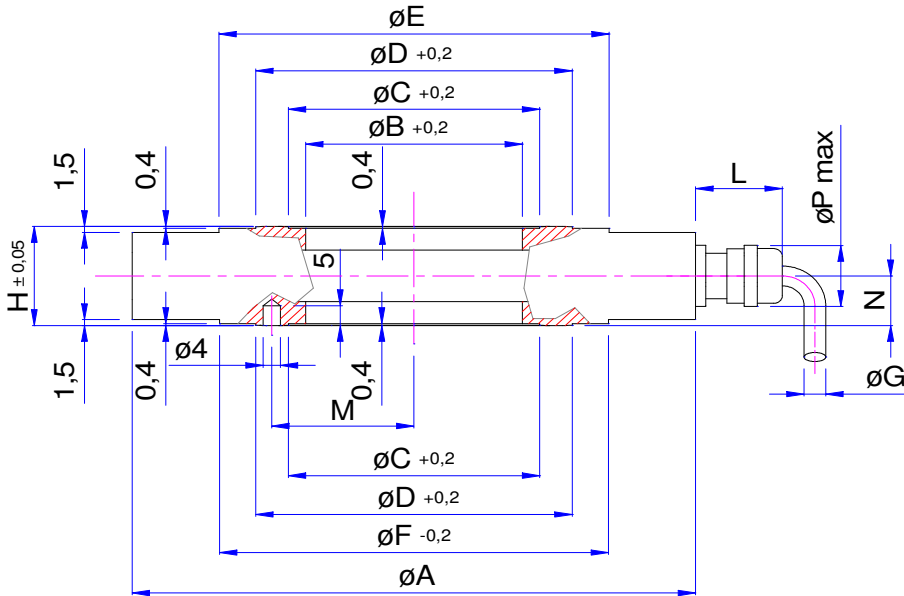 øE
øD +0,2
øC +0,2
øB +0,2
1,5
0,4
0,4
L
øP max
H ± 0,05
5
N
ø4
1,5
0,4
0,4
M
øG
øC +0,2
øD +0,2
øF -0,2
øA